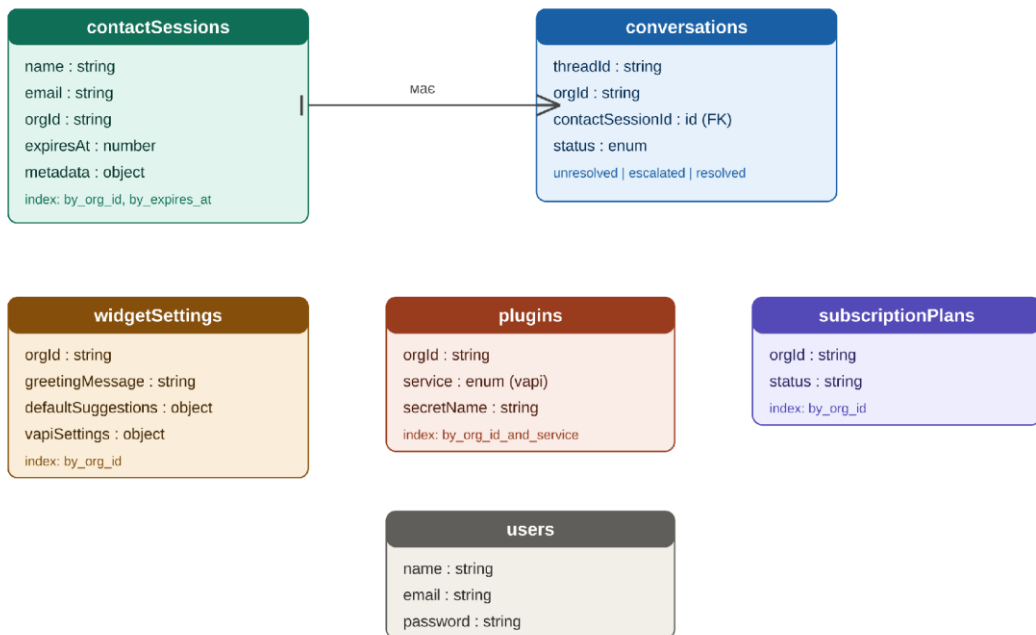 contactSessions
name : string
email : string
orgId : string
expiresAt : number
metadata : object
index: by_org_id, by_expires_at
має
conversations
threadId : string
orgId : string
contactSessionId : id (FK)
status : enum
unresolved | escalated | resolved
widgetSettings
orgId : string
greetingMessage : string
defaultSuggestions : object
vapiSettings : object
index: by_org_id
plugins
orgId : string
service : enum (vapi)
secretName : string
index: by_org_id_and_service
subscriptionPlans
orgId : string
status : string
index: by_org_id
users
name : string
email : string
password : string